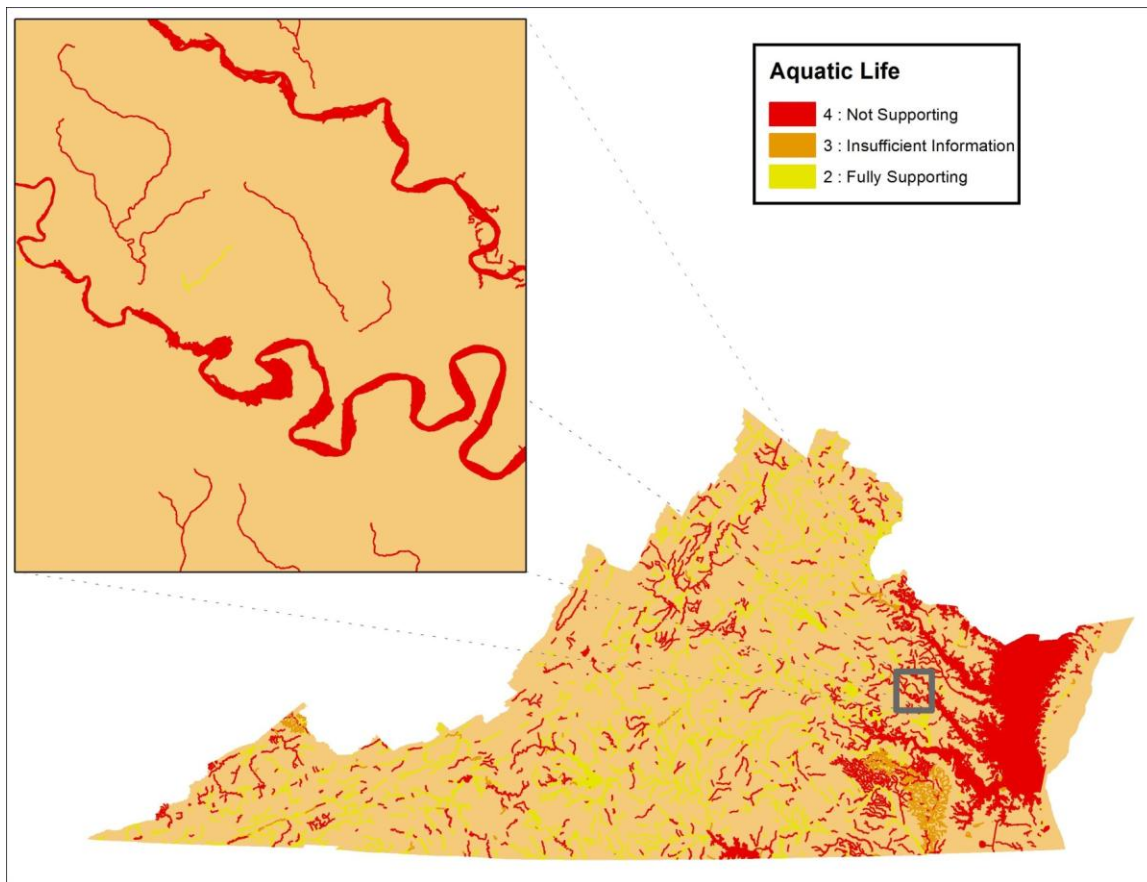 Aquatic Life
4 : Not Supporting
3 : Insufficient Information
2 : Fully Supporting